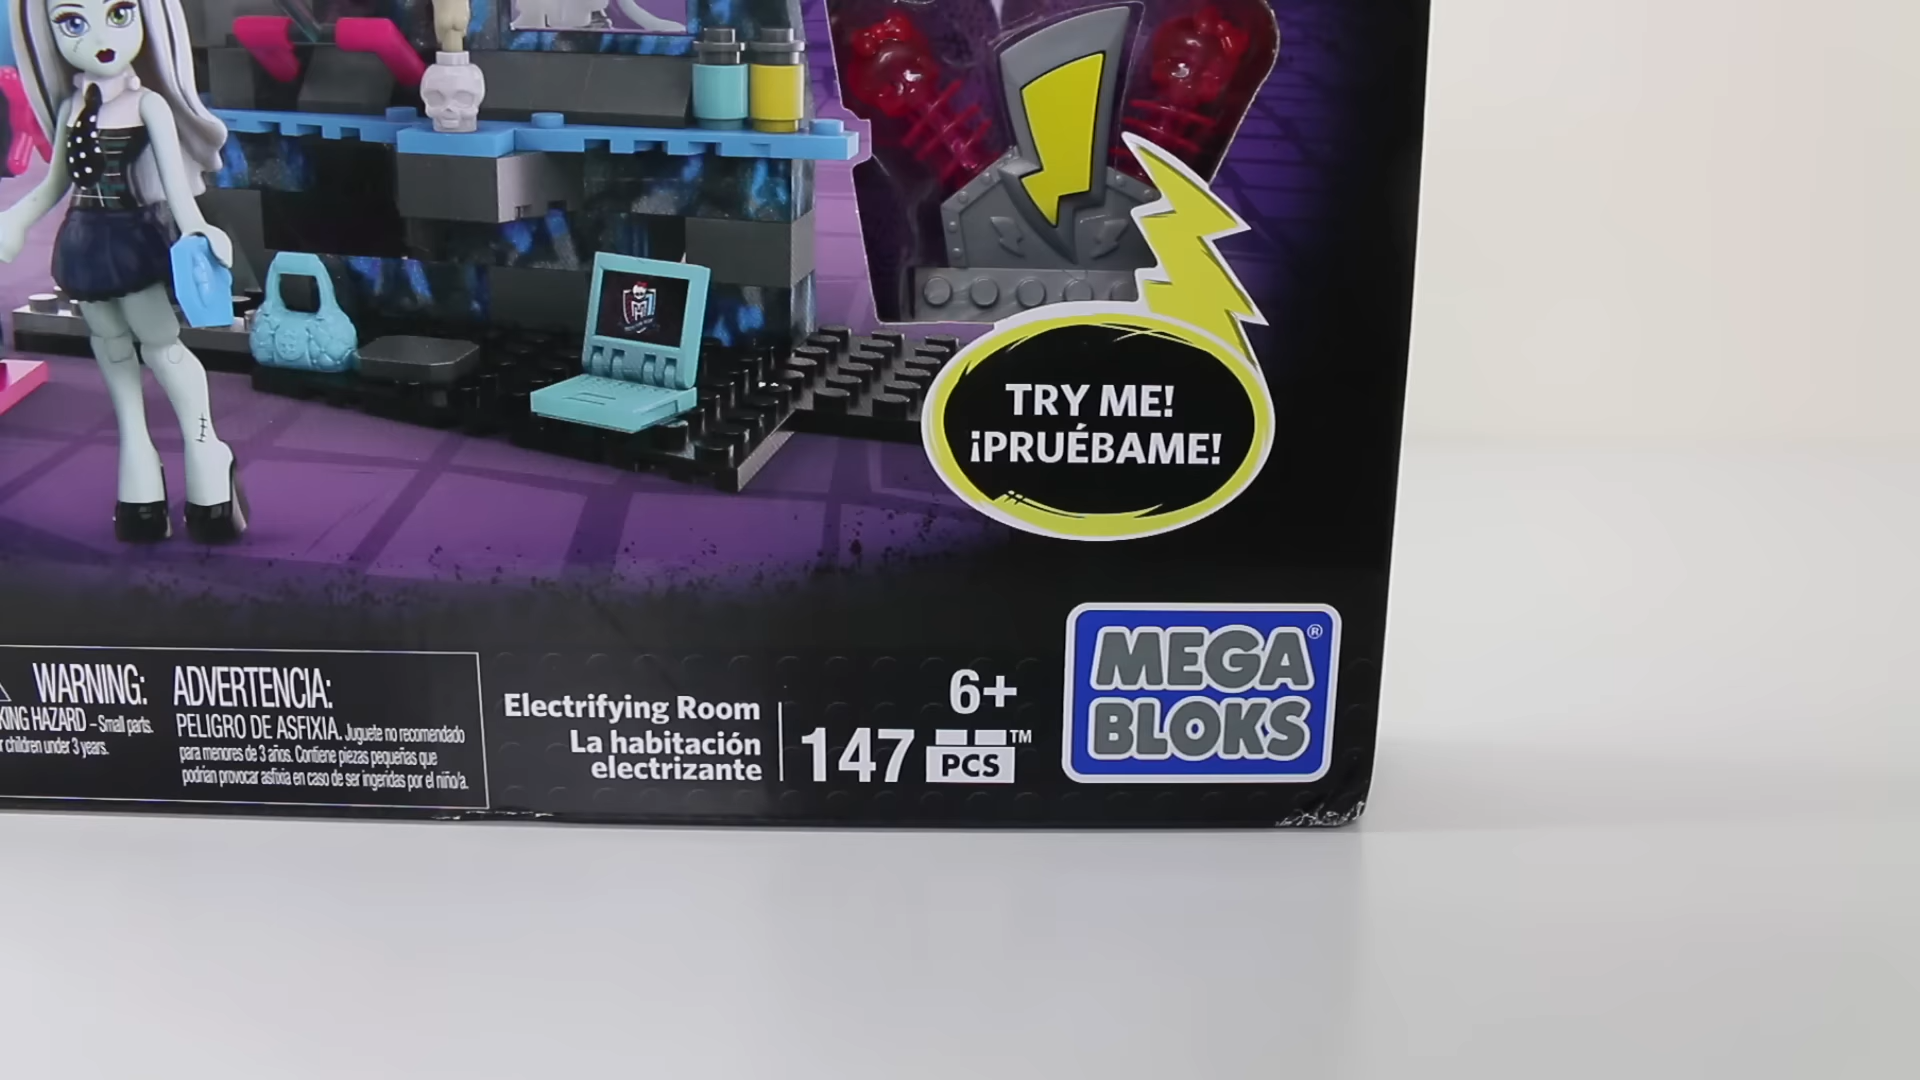 TRY ME!
¡PRUÉBAME!
WARNING:
KING HAZARD – Small parts.
children under 3 years.
ADVERTENCIA:
PELIGRO DE ASFIXIA. Juguete no recomendado
para menores de 3 años. Contiene piezas pequeñas que
podrían provocar asfixia en caso de ser ingeridas por el niño/a.
Electrifying Room
La habitación
electrizante
6+
147 PCS™
MEGA®
BLOKS